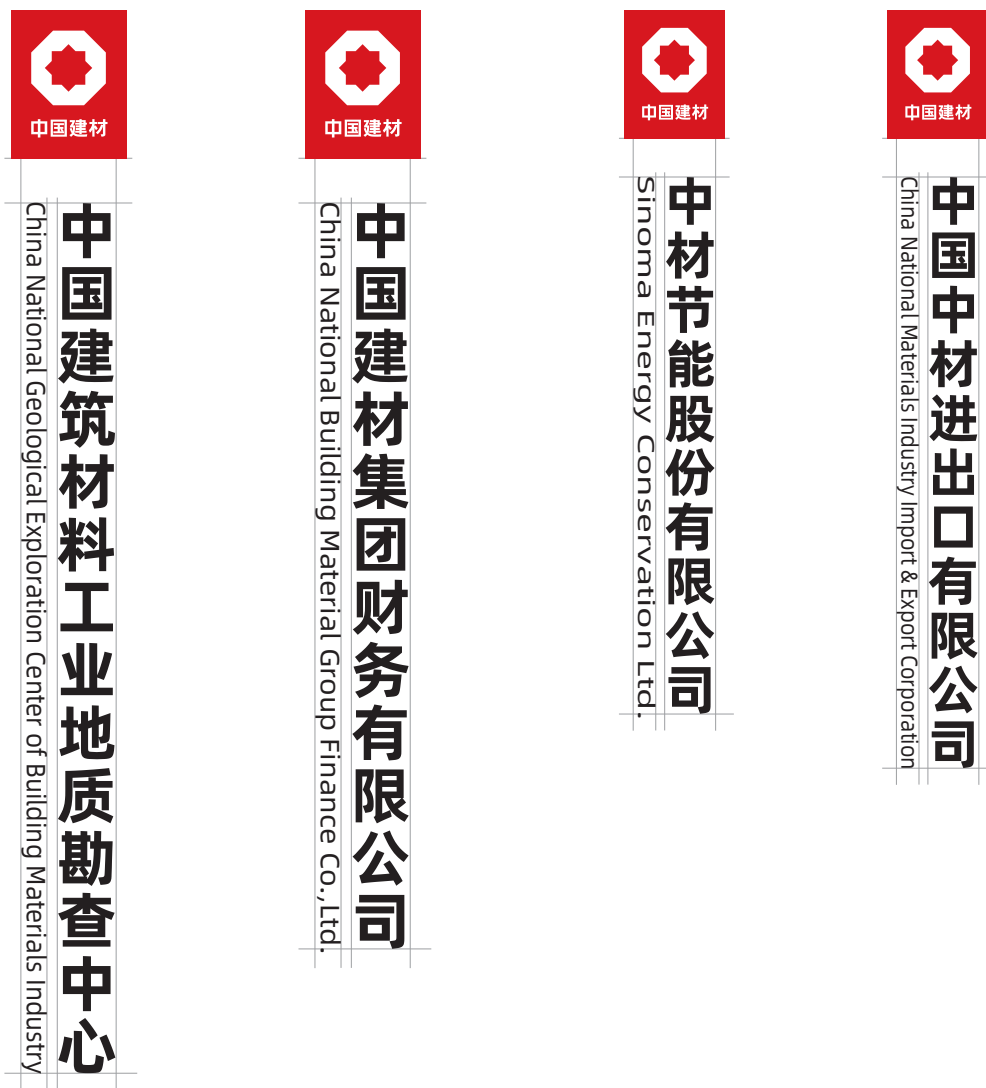 中国建材
中国建筑材料工业地质勘查中心
China National Geological Exploration Center of Building Materials Industry
中国建材
中国建材集团财务有限公司
China National Building Material Group Finance Co.,Ltd.
中国建材
中材节能股份有限公司
Sinoma Energy Conservation Ltd.
中国建材
中国中材进出口有限公司
China National Materials Industry Import & Export Corporation